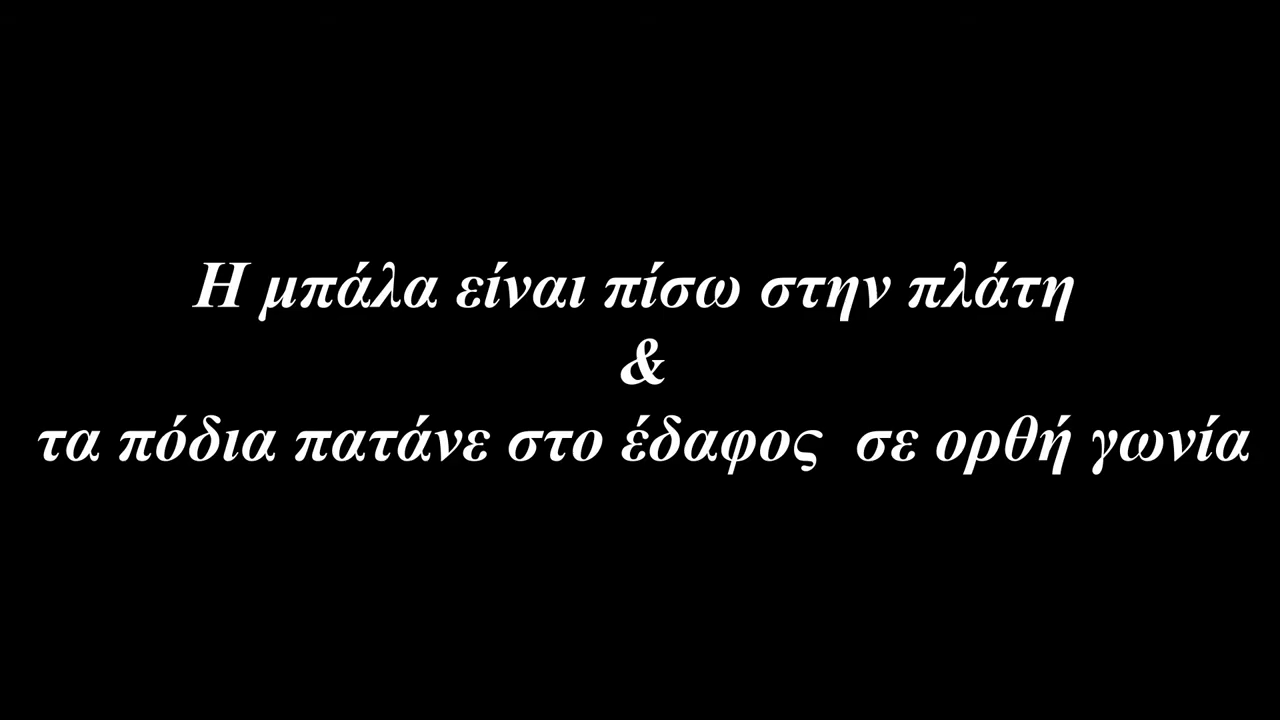 Η μπάλα είναι πίσω στην πλάτη
&
τα πόδια πατάνε στο έδαφος  σε ορθή γωνία